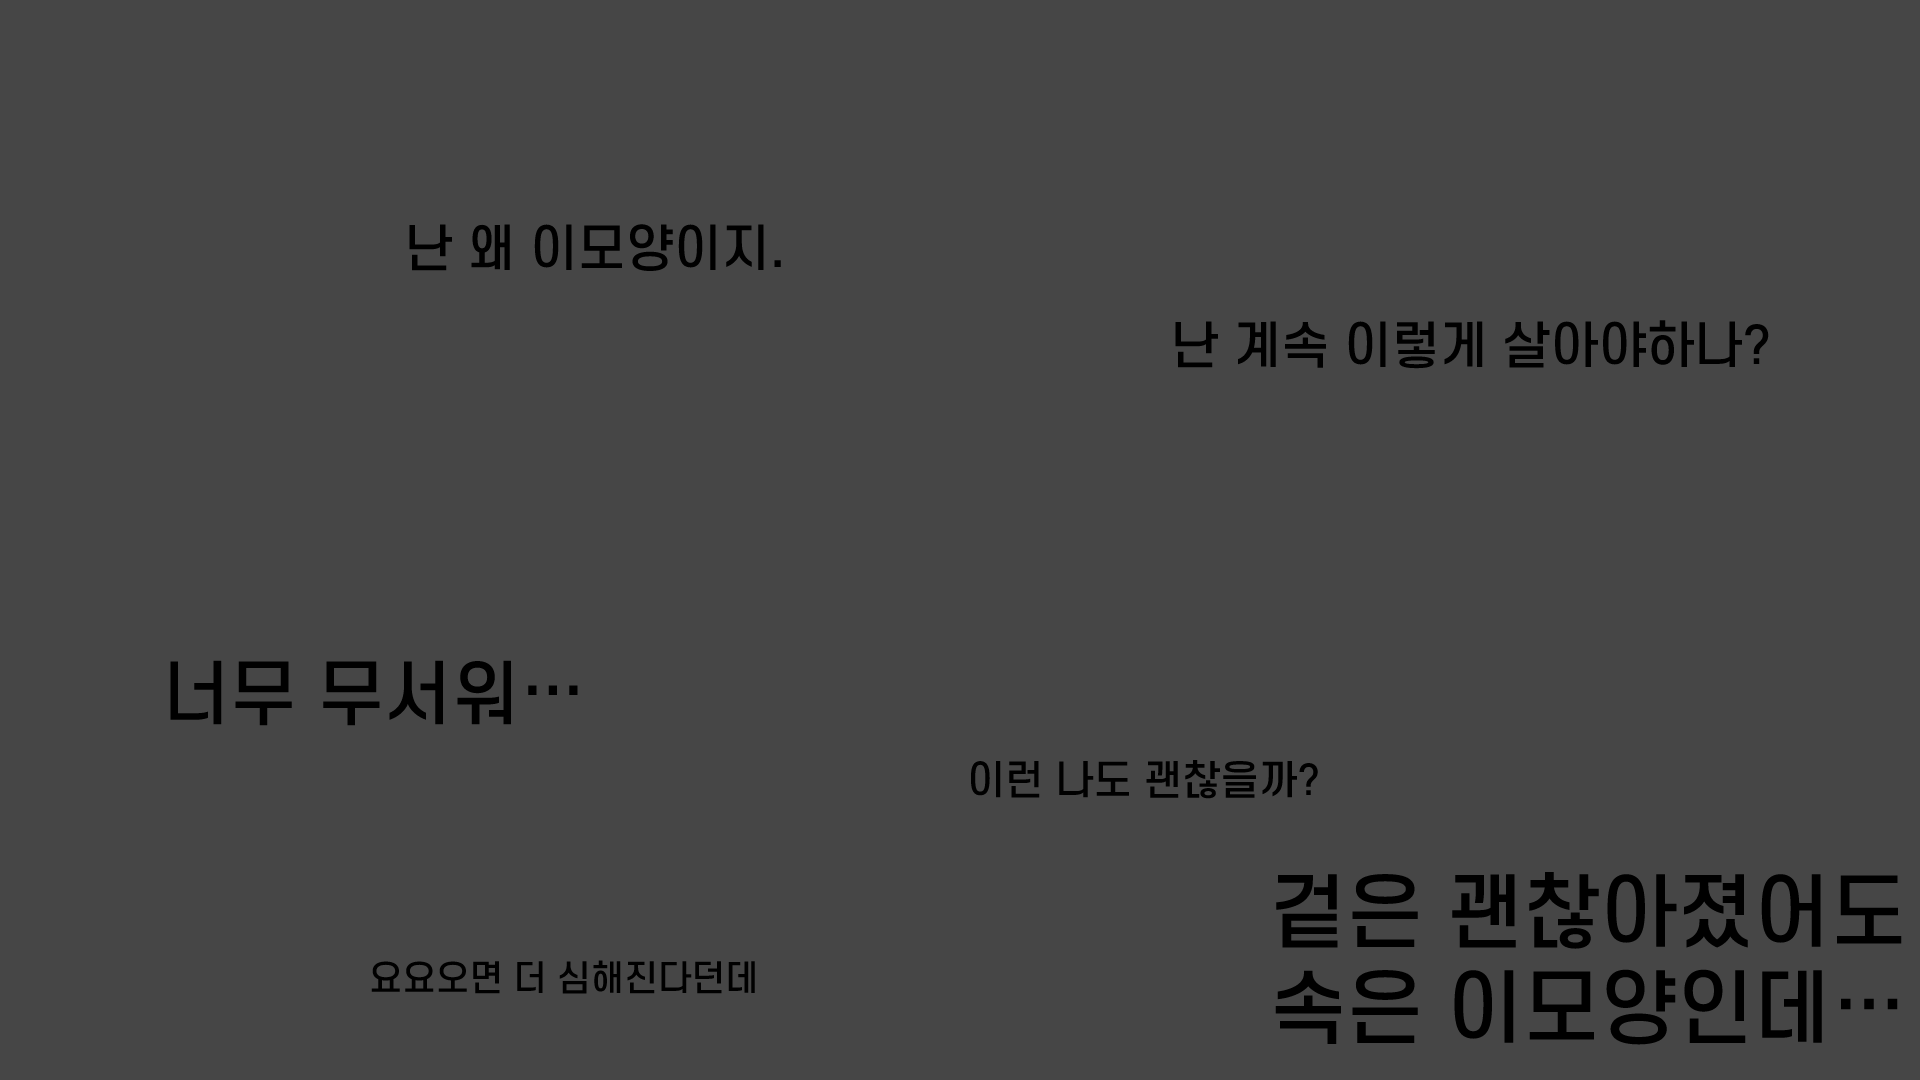 난 왜 이모양이지.
난 계속 이렇게 살아야하나?
너무 무서워…
이런 나도 괜찮을까?
겉은 괜찮아졌어도
속은 이모양인데…
요요오면 더 심해진다던데